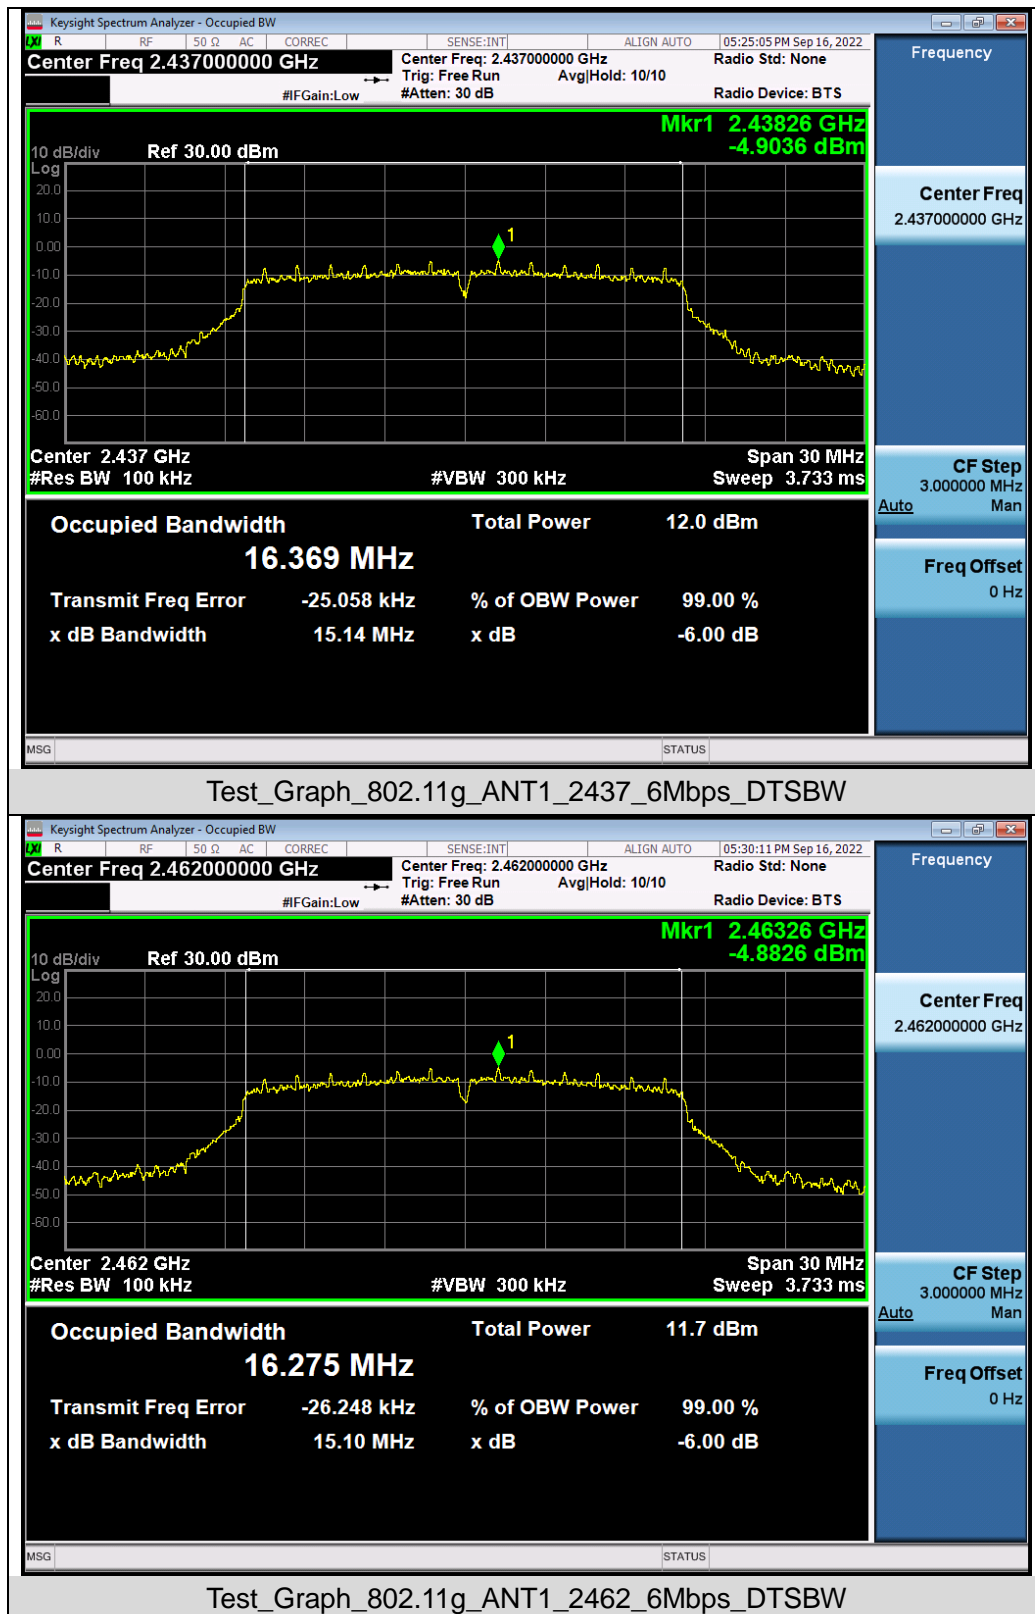 Keysight Spectrum Analyzer - Occupied BW
LXI R RF 50 Ω AC CORREC SENSE:INT ALIGN AUTO 05:25:05 PM Sep 16, 2022
Center Freq 2.437000000 GHz
Center Freq: 2.437000000 GHz
Radio Std: None
Trig: Free Run Avg|Hold: 10/10
#IFGain:Low #Atten: 30 dB Radio Device: BTS
Frequency
Mkr1 2.43826 GHz
-4.9036 dBm
10 dB/div Ref 30.00 dBm
Log
20.0
10.0
0.00
-10.0
-20.0
-30.0
-40.0
-50.0
-60.0
1
Center 2.437 GHz Span 30 MHz
#Res BW 100 kHz #VBW 300 kHz Sweep 3.733 ms
Center Freq
2.437000000 GHz
CF Step
3.000000 MHz
Auto Man
Freq Offset
0 Hz
Occupied Bandwidth Total Power 12.0 dBm
16.369 MHz
Transmit Freq Error -25.058 kHz % of OBW Power 99.00 %
x dB Bandwidth 15.14 MHz x dB -6.00 dB
MSG STATUS
Test_Graph_802.11g_ANT1_2437_6Mbps_DTSBW
Keysight Spectrum Analyzer - Occupied BW
LXI R RF 50 Ω AC CORREC SENSE:INT ALIGN AUTO 05:30:11 PM Sep 16, 2022
Center Freq 2.462000000 GHz
Center Freq: 2.462000000 GHz
Radio Std: None
Trig: Free Run Avg|Hold: 10/10
#IFGain:Low #Atten: 30 dB Radio Device: BTS
Frequency
Mkr1 2.46326 GHz
-4.8826 dBm
10 dB/div Ref 30.00 dBm
Log
20.0
10.0
0.00
-10.0
-20.0
-30.0
-40.0
-50.0
-60.0
1
Center 2.462 GHz Span 30 MHz
#Res BW 100 kHz #VBW 300 kHz Sweep 3.733 ms
Center Freq
2.462000000 GHz
CF Step
3.000000 MHz
Auto Man
Freq Offset
0 Hz
Occupied Bandwidth Total Power 11.7 dBm
16.275 MHz
Transmit Freq Error -26.248 kHz % of OBW Power 99.00 %
x dB Bandwidth 15.10 MHz x dB -6.00 dB
MSG STATUS
Test_Graph_802.11g_ANT1_2462_6Mbps_DTSBW